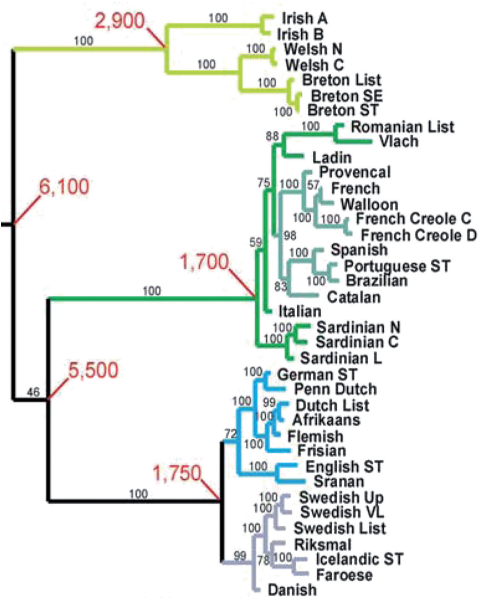 2,900
100
Irish A
Irish B
100
100
Welsh N
Welsh C
100
100
Breton List
Breton SE
100
Breton ST
6,100
88
100
Romanian List
Vlach
Ladin
75
Provencal
100
57
French
Walloon
100
100
French Creole C
French Creole D
59
98
Spanish
100
Portuguese ST
100
Brazilian
83
Catalan
1,700
100
Italian
100
Sardinian N
Sardinian C
100
Sardinian L
5,500
46
100
German ST
Penn Dutch
100
99
Dutch List
100
Afrikaans
Flemish
100
Frisian
72
100
English ST
Sranan
1,750
100
100
Swedish Up
100
Swedish VL
Swedish List
100
Riksmal
78
100
Icelandic ST
Faroese
99
Danish